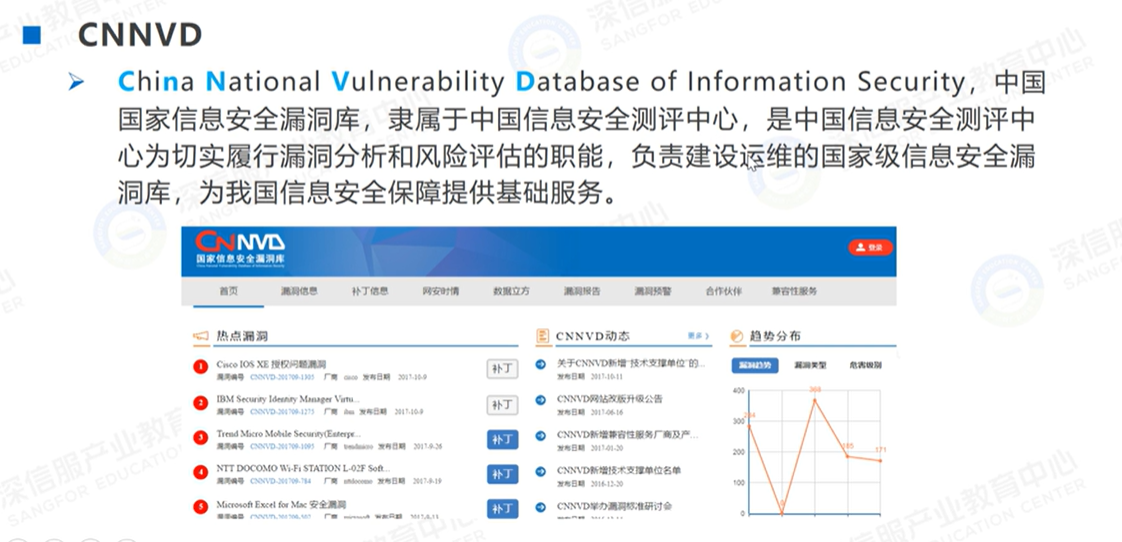 CNNVD
China National Vulnerability Database of Information Security，中国
国家信息安全漏洞库，隶属于中国信息安全测评中心，是中国信息安全测评中
心为切实履行漏洞分析和风险评估的职能，负责建设运维的国家级信息安全漏
洞库，为我国信息安全保障提供基础服务。
CNNVD
国家信息安全漏洞库
登录
首页 漏洞信息 补丁信息 网安时情 数据立方 漏洞报告 漏洞预警 合作伙伴 兼容性服务
热点漏洞
1 Cisco IOS XE 授权问题漏洞 补丁
漏洞编号 CNNVD-201709-1305 厂商 cisco 发布日期 2017-10-9
2 IBM Security Identity Manager Virtu... 补丁
漏洞编号 CNNVD-201709-1275 厂商 ibm 发布日期 2017-10-9
3 Trend Micro Mobile Security(Enterpr... 补丁
漏洞编号 CNNVD-201709-1095 厂商 trendmicro 发布日期 2017-9-26
4 NTT DOCOMO Wi-Fi STATION L-02F Soft... 补丁
漏洞编号 CNNVD-201709-784 厂商 nttdocomo 发布日期 2017-9-19
5 Microsoft Excel for Mac 安全漏洞 补丁
CNNVD动态 更多
关于CNNVD新增"技术支撑单位"的...
发布日期 2017-10-11
CNNVD网站改版升级公告
发布日期 2017-06-16
CNNVD新增兼容性服务厂商及产...
发布日期 2017-01-20
CNNVD新增技术支撑单位名单
发布日期 2016-12-20
CNNVD举办漏洞标准研讨会
趋势分布
漏洞趋势 漏洞类型 危害级别
400
300
200
100
0
368
185
171
深信服产业教育中心
SANGFOR EDUCATION CENTER